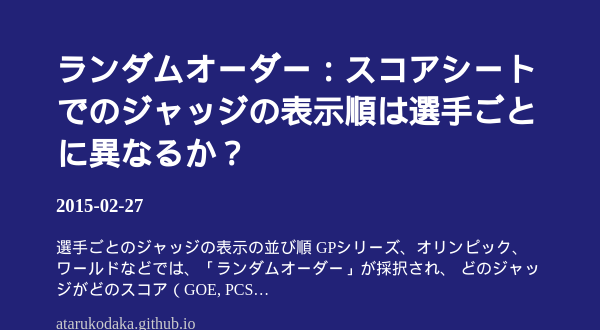 ランダムオーダー：スコアシート
でのジャッジの表示順は選手ごと
に異なるか？
2015-02-27
選手ごとのジャッジの表示の並び順 GPシリーズ、オリンピック、
ワールドなどでは、「ランダムオーダー」が採択され、 どのジャッ
ジがどのスコア（GOE, PCS…
atarukodaka.github.io